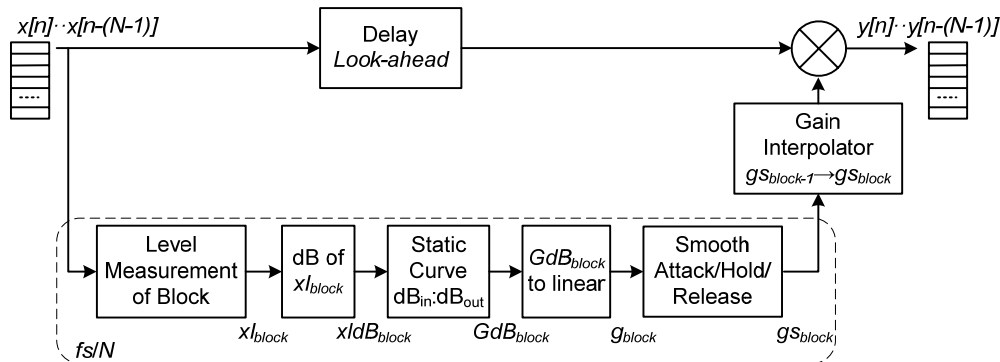 x[n]··x[n-(N-1)]
Delay
Look-ahead
y[n]··y[n-(N-1)]
Gain
Interpolator
gs_block-1→gs_block
Level
Measurement
of Block
dB of
xl_block
Static
Curve
dB_in:dB_out
GdB_block
to linear
Smooth
Attack/Hold/
Release
xl_block
xldB_block
GdB_block
g_block
gs_block
fs/N